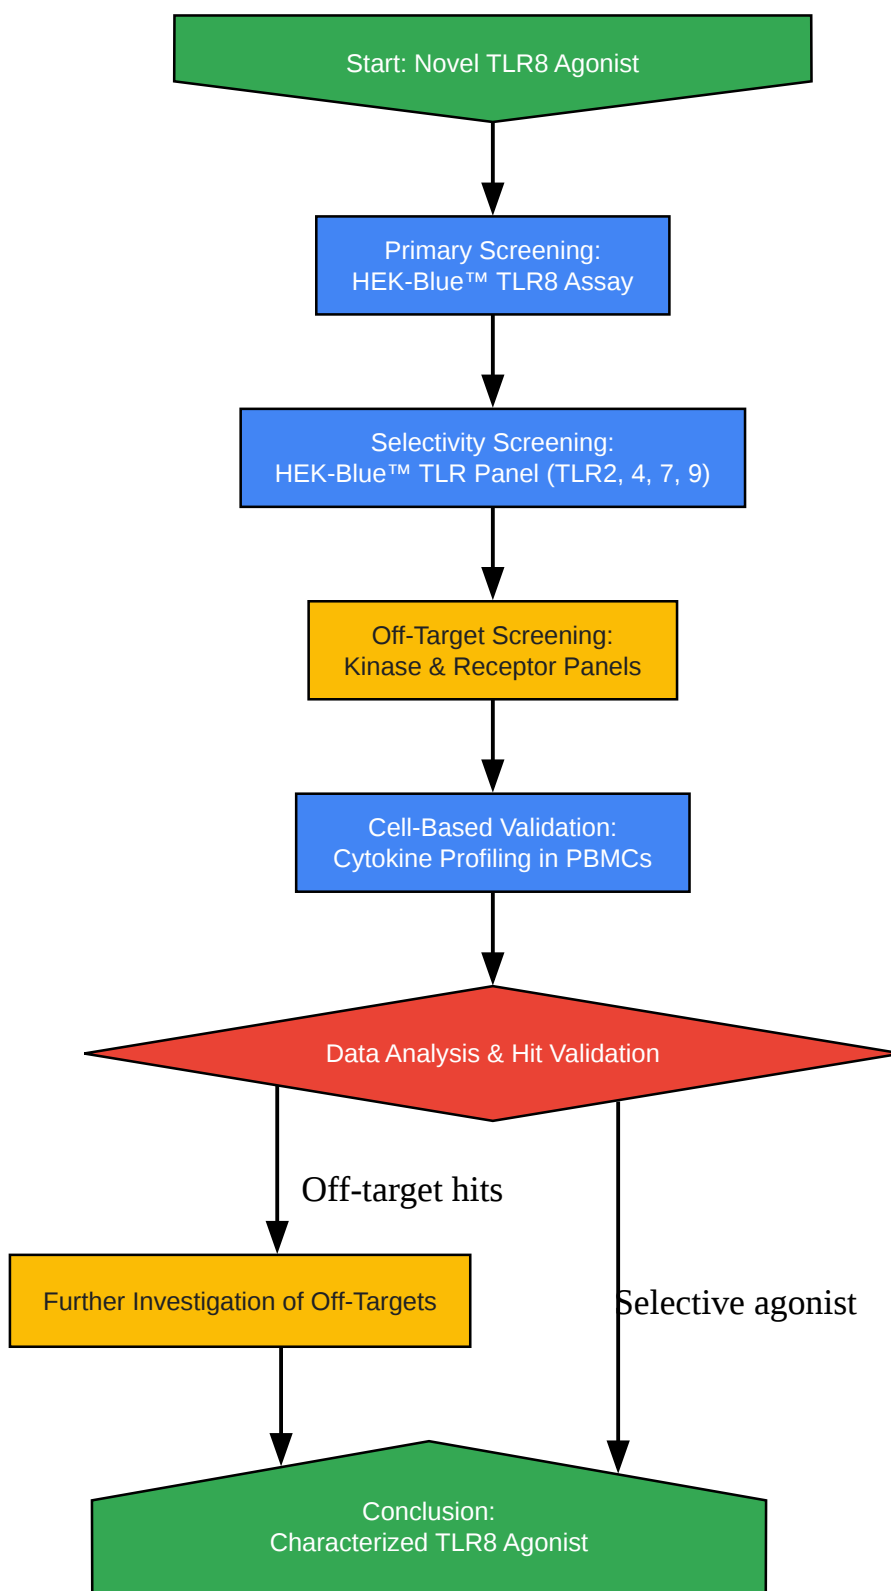 Start: Novel TLR8 Agonist
Primary Screening:
HEK-Blue™ TLR8 Assay
Selectivity Screening:
HEK-Blue™ TLR Panel (TLR2, 4, 7, 9)
Off-Target Screening:
Kinase & Receptor Panels
Cell-Based Validation:
Cytokine Profiling in PBMCs
Data Analysis & Hit Validation
Off-target hits
Further Investigation of Off-Targets
Selective agonist
Conclusion:
Characterized TLR8 Agonist